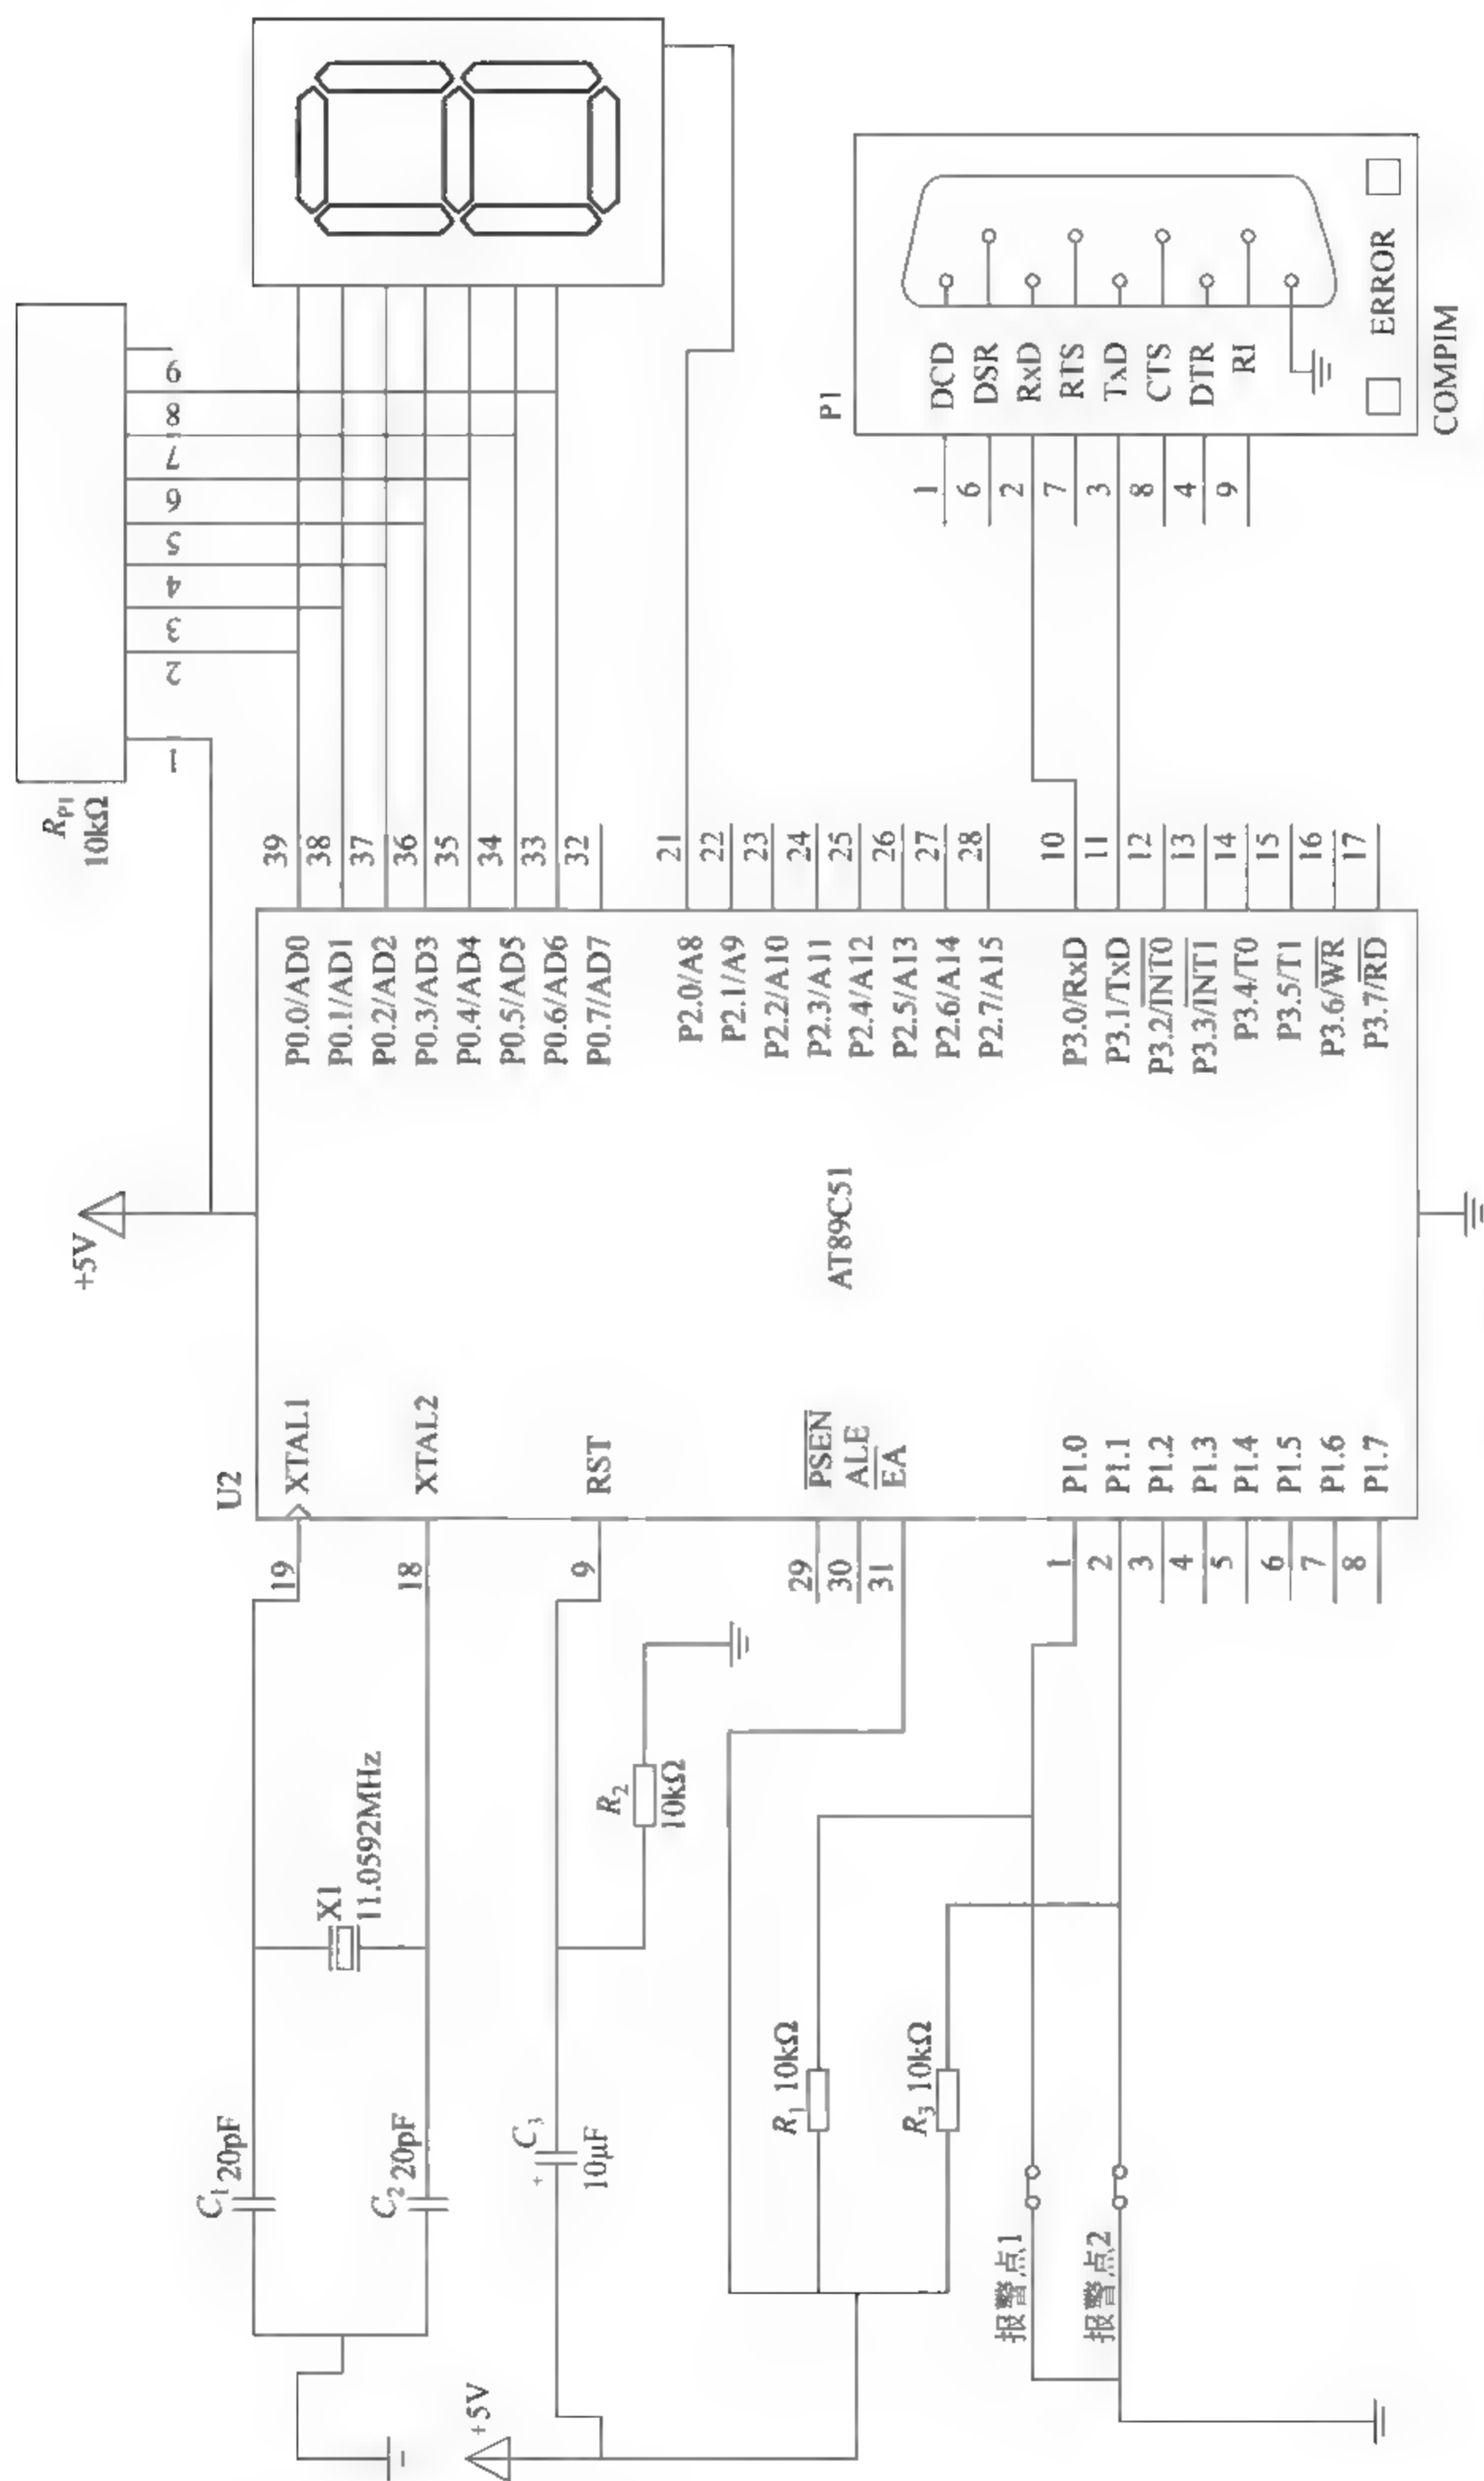 C₁ 20pF
C₂ 20pF
X1
11.0592MHz
+5V
C₃
+
10μF
R₂
10kΩ
R₁ 10kΩ
R₃ 10kΩ
报警点1
报警点2
19
18
9
29
30
31
1
2
3
4
5
6
7
8
U2
XTAL1
XTAL2
RST
PSEN
ALE
EA
P1.0
P1.1
P1.2
P1.3
P1.4
P1.5
P1.6
P1.7
+5V
AT89C51
P0.0/AD0
P0.1/AD1
P0.2/AD2
P0.3/AD3
P0.4/AD4
P0.5/AD5
P0.6/AD6
P0.7/AD7
P2.0/A8
P2.1/A9
P2.2/A10
P2.3/A11
P2.4/A12
P2.5/A13
P2.6/A14
P2.7/A15
P3.0/RxD
P3.1/TxD
P3.2/INT0
P3.3/INT1
P3.4/T0
P3.5/T1
P3.6/WR
P3.7/RD
39
38
37
36
35
34
33
32
21
22
23
24
25
26
27
28
10
11
12
13
14
15
16
17
RP1
10kΩ
1
2
3
4
5
6
7
8
9
P1
1
6
2
7
3
8
4
9
DCD
DSR
RxD
RTS
TxD
CTS
DTR
RI
ERROR
COMPIM